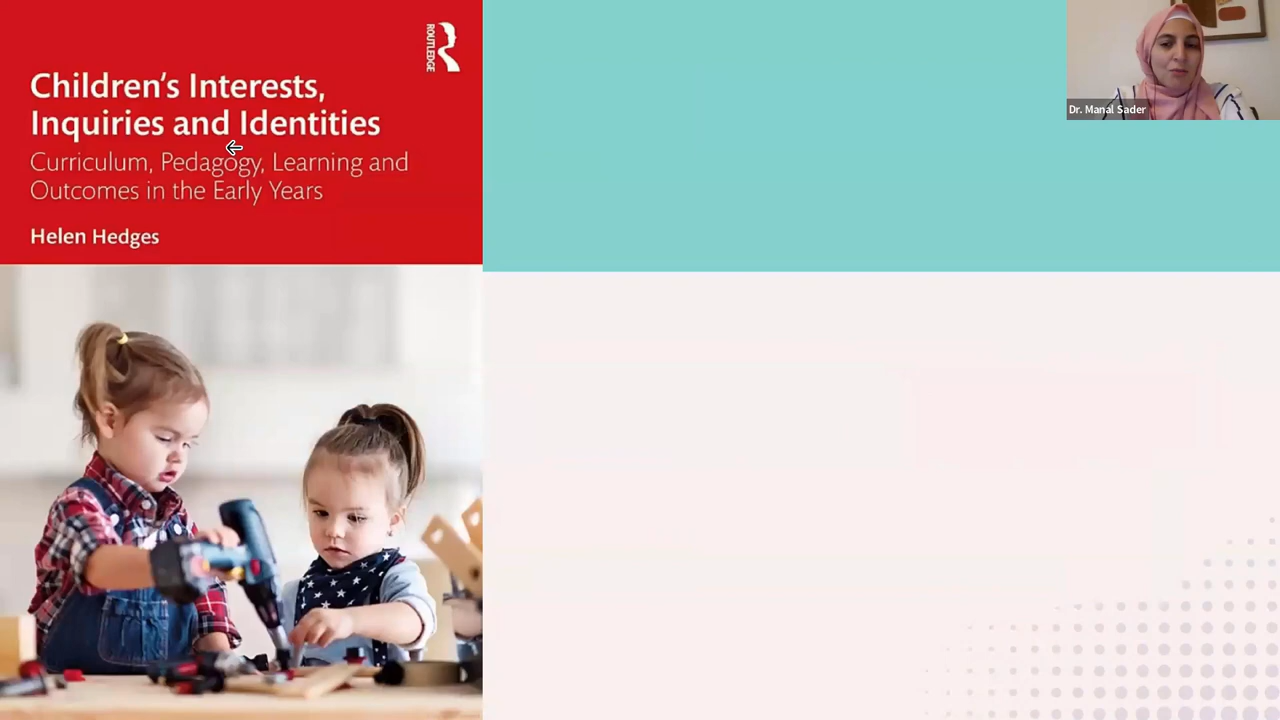 ROUTLEDGE
Children's Interests,
Inquiries and Identities
Curriculum, Pedagogy, Learning and
Outcomes in the Early Years
Helen Hedges
Dr. Manal Sader